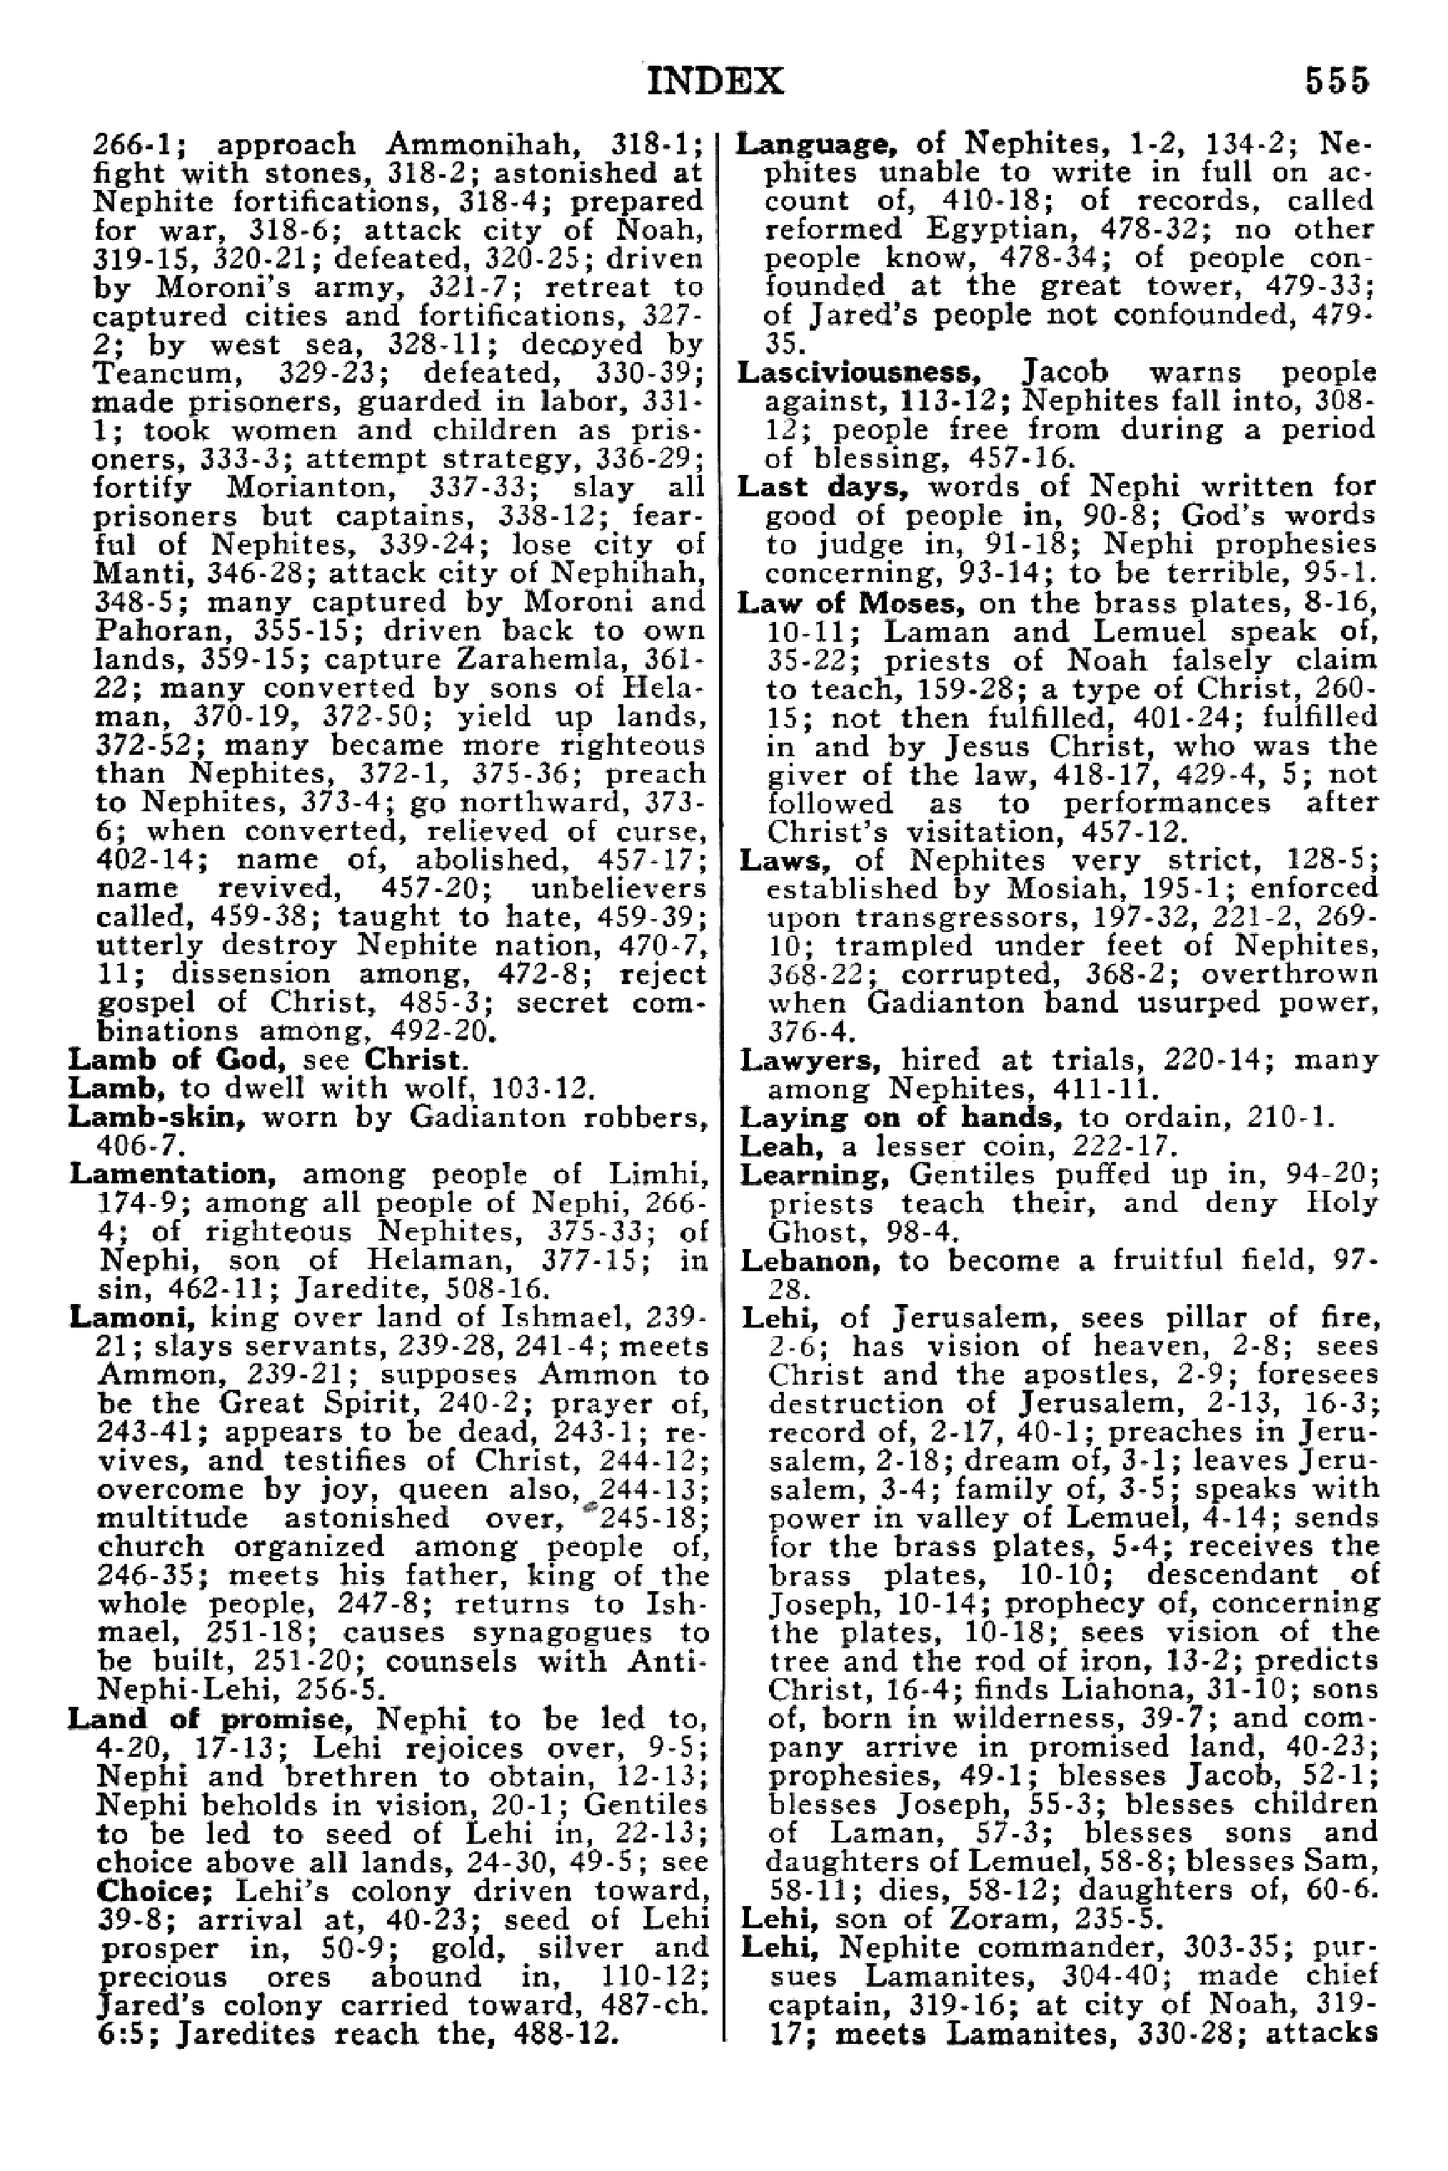 INDEX 555
266-1; approach Ammonihah, 318-1;
fight with stones, 318-2; astonished at
Nephite fortifications, 318-4; prepared
for war, 318-6; attack city of Noah,
319-15, 320-21; defeated, 320-25; driven
by Moroni's army, 321-7; retreat to
captured cities and fortifications, 327-
2; by west sea, 328-11; decoyed by
Teancum, 329-23; defeated, 330-39;
made prisoners, guarded in labor, 331-
1; took women and children as pris-
oners, 333-3; attempt strategy, 336-29;
fortify Morianton, 337-33; slay all
prisoners but captains, 338-12; fear-
ful of Nephites, 339-24; lose city of
Manti, 346-28; attack city of Nephihah,
348-5; many captured by Moroni and
Pahoran, 355-15; driven back to own
lands, 359-15; capture Zarahemla, 361-
22; many converted by sons of Hela-
man, 370-19, 372-50; yield up lands,
372-52; many became more righteous
than Nephites, 372-1, 375-36; preach
to Nephites, 373-4; go northward, 373-
6; when converted, relieved of curse,
402-14; name of, abolished, 457-17;
name revived, 457-20; unbelievers
called, 459-38; taught to hate, 459-39;
utterly destroy Nephite nation, 470-7,
11; dissension among, 472-8; reject
gospel of Christ, 485-3; secret com-
binations among, 492-20.
Lamb of God, see Christ.
Lamb, to dwell with wolf, 103-12.
Lamb-skin, worn by Gadianton robbers,
406-7.
Lamentation, among people of Limhi,
174-9; among all people of Nephi, 266-
4; of righteous Nephites, 375-33; of
Nephi, son of Helaman, 377-15; in
sin, 462-11; Jaredite, 508-16.
Lamoni, king over land of Ishmael, 239-
21; slays servants, 239-28, 241-4; meets
Ammon, 239-21; supposes Ammon to
be the Great Spirit, 240-2; prayer of,
243-41; appears to be dead, 243-1; re-
vives, and testifies of Christ, 244-12;
overcome by joy, queen also, 244-13;
multitude astonished over, 245-18;
church organized among people of,
246-35; meets his father, king of the
whole people, 247-8; returns to Ish-
mael, 251-18; causes synagogues to
be built, 251-20; counsels with Anti-
Nephi-Lehi, 256-5.
Land of promise, Nephi to be led to,
4-20, 17-13; Lehi rejoices over, 9-5;
Nephi and brethren to obtain, 12-13;
Nephi beholds in vision, 20-1; Gentiles
to be led to seed of Lehi in, 22-13;
choice above all lands, 24-30, 49-5; see
Choice; Lehi's colony driven toward,
39-8; arrival at, 40-23; seed of Lehi
prosper in, 50-9; gold, silver and
precious ores abound in, 110-12;
Jared's colony carried toward, 487-ch.
6:5; Jaredites reach the, 488-12.
Language, of Nephites, 1-2, 134-2; Ne-
phites unable to write in full on ac-
count of, 410-18; of records, called
reformed Egyptian, 478-32; no other
people know, 478-34; of people con-
founded at the great tower, 479-33;
of Jared's people not confounded, 479-
35.
Lasciviousness, Jacob warns people
against, 113-12; Nephites fall into, 308-
12; people free from during a period
of blessing, 457-16.
Last days, words of Nephi written for
good of people in, 90-8; God's words
to judge in, 91-18; Nephi prophesies
concerning, 93-14; to be terrible, 95-1.
Law of Moses, on the brass plates, 8-16,
10-11; Laman and Lemuel speak of,
35-22; priests of Noah falsely claim
to teach, 159-28; a type of Christ, 260-
15; not then fulfilled, 401-24; fulfilled
in and by Jesus Christ, who was the
giver of the law, 418-17, 429-4, 5; not
followed as to performances after
Christ's visitation, 457-12.
Laws, of Nephites very strict, 128-5;
established by Mosiah, 195-1; enforced
upon transgressors, 197-32, 221-2, 269-
10; trampled under feet of Nephites,
368-22; corrupted, 368-2; overthrown
when Gadianton band usurped power,
376-4.
Lawyers, hired at trials, 220-14; many
among Nephites, 411-11.
Laying on of hands, to ordain, 210-1.
Leah, a lesser coin, 222-17.
Learning, Gentiles puffed up in, 94-20;
priests teach their, and deny Holy
Ghost, 98-4.
Lebanon, to become a fruitful field, 97-
28.
Lehi, of Jerusalem, sees pillar of fire,
2-6; has vision of heaven, 2-8; sees
Christ and the apostles, 2-9; foresees
destruction of Jerusalem, 2-13, 16-3;
record of, 2-17, 40-1; preaches in Jeru-
salem, 2-18; dream of, 3-1; leaves Jeru-
salem, 3-4; family of, 3-5; speaks with
power in valley of Lemuel, 4-14; sends
for the brass plates, 5-4; receives the
brass plates, 10-10; descendant of
Joseph, 10-14; prophecy of, concerning
the plates, 10-18; sees vision of the
tree and the rod of iron, 13-2; predicts
Christ, 16-4; finds Liahona, 31-10; sons
of, born in wilderness, 39-7; and com-
pany arrive in promised land, 40-23;
prophesies, 49-1; blesses Jacob, 52-1;
blesses Joseph, 55-3; blesses children
of Laman, 57-3; blesses sons and
daughters of Lemuel, 58-8; blesses Sam,
58-11; dies, 58-12; daughters of, 60-6.
Lehi, son of Zoram, 235-5.
Lehi, Nephite commander, 303-35; pur-
sues Lamanites, 304-40; made chief
captain, 319-16; at city of Noah, 319-
17; meets Lamanites, 330-28; attacks